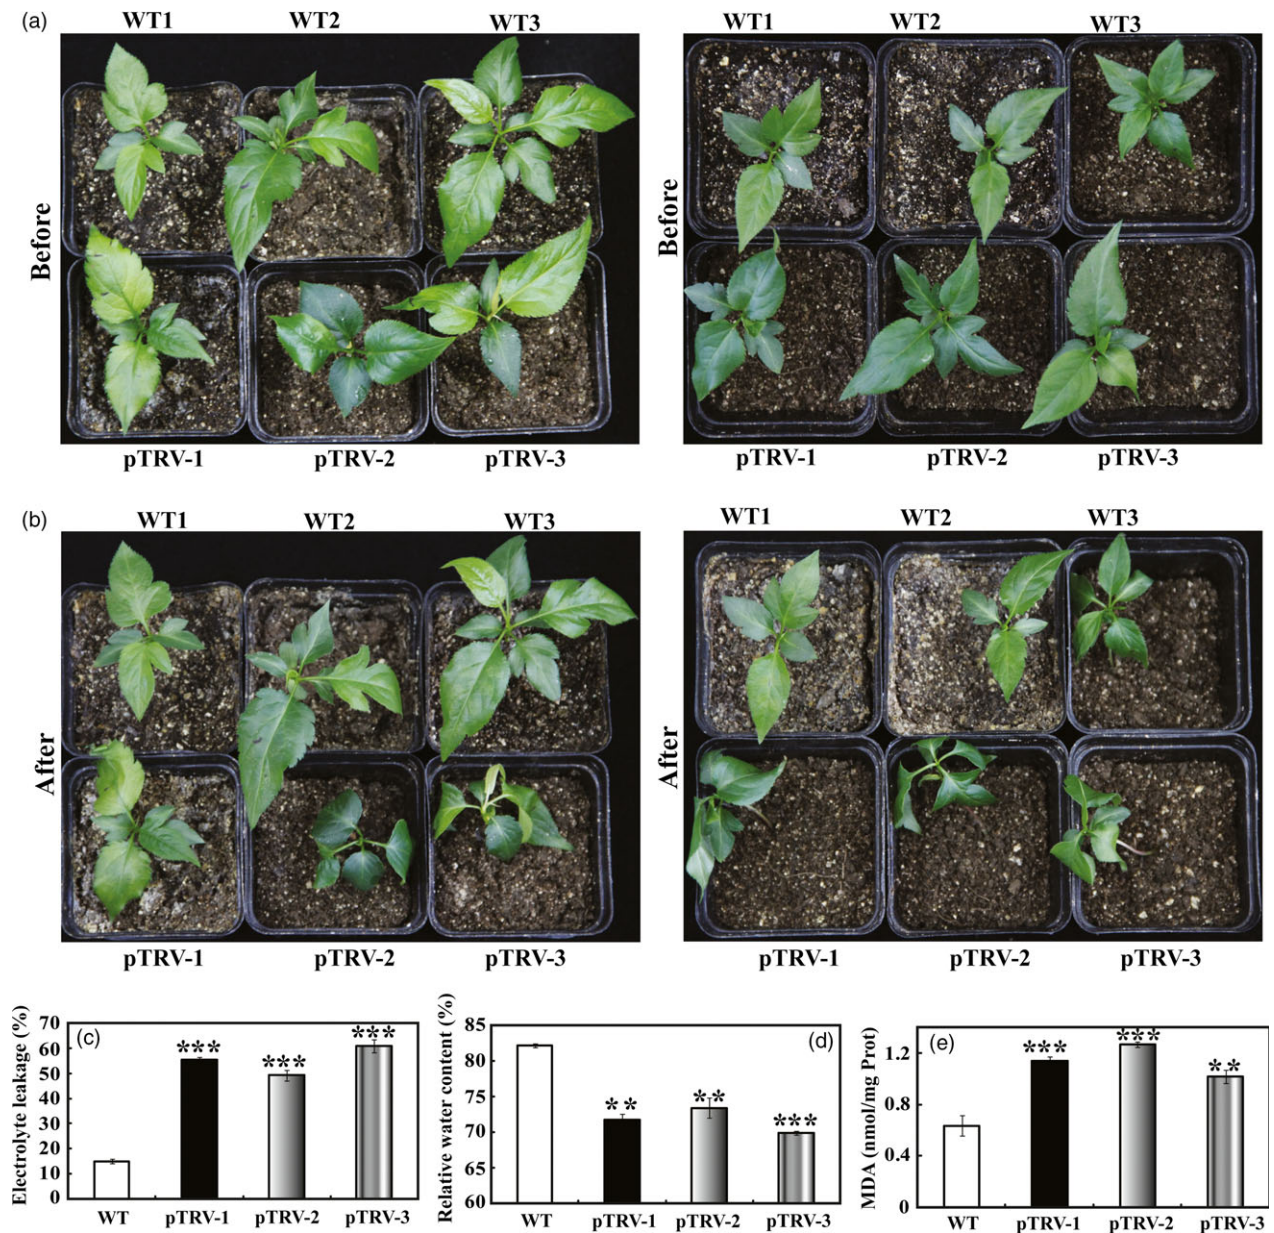 (a)
WT1 WT2 WT3
WT1 WT2 WT3
Before
Before
pTRV-1 pTRV-2 pTRV-3
pTRV-1 pTRV-2 pTRV-3
(b)
WT1 WT2 WT3
WT1 WT2 WT3
After
After
pTRV-1 pTRV-2 pTRV-3
pTRV-1 pTRV-2 pTRV-3
(c)
Electrolyte leakage (%)
70
60
50
40
30
20
10
0
*** *** ***
WT pTRV-1 pTRV-2 pTRV-3
(d)
Relative water content (%)
85
80
75
70
65
60
** ** ***
WT pTRV-1 pTRV-2 pTRV-3
(e)
MDA (nmol/mg Prot
1.2
0.6
0.4
0
*** *** **
WT pTRV-1 pTRV-2 pTRV-3